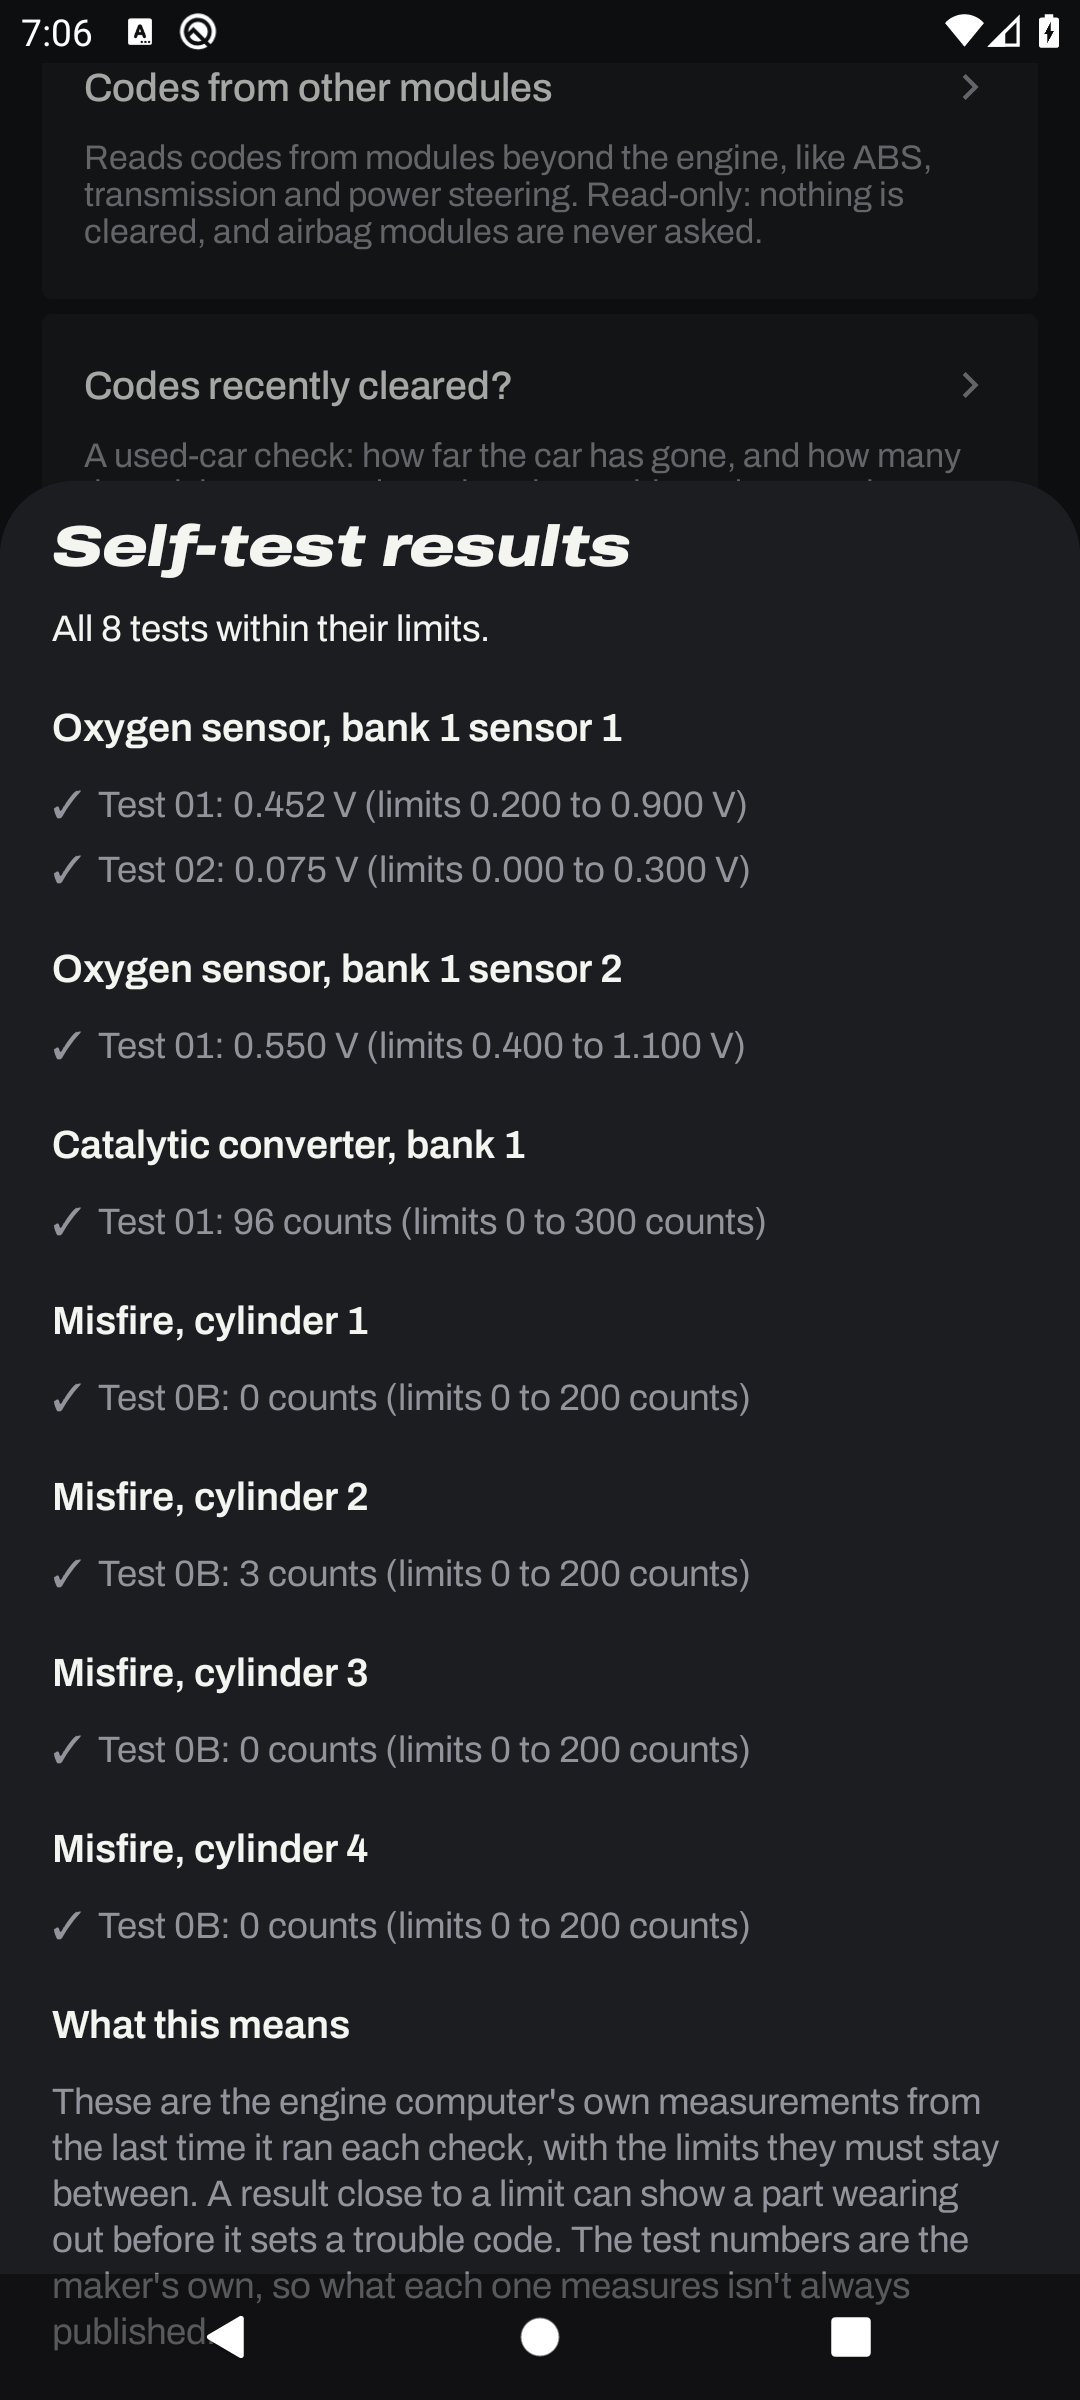 7:06
Codes from other modules
Reads codes from modules beyond the engine, like ABS,
transmission and power steering. Read-only: nothing is
cleared, and airbag modules are never asked.
Codes recently cleared?
A used-car check: how far the car has gone, and how many
Self-test results
All 8 tests within their limits.
Oxygen sensor, bank 1 sensor 1
✓ Test 01: 0.452 V (limits 0.200 to 0.900 V)
✓ Test 02: 0.075 V (limits 0.000 to 0.300 V)
Oxygen sensor, bank 1 sensor 2
✓ Test 01: 0.550 V (limits 0.400 to 1.100 V)
Catalytic converter, bank 1
✓ Test 01: 96 counts (limits 0 to 300 counts)
Misfire, cylinder 1
✓ Test 0B: 0 counts (limits 0 to 200 counts)
Misfire, cylinder 2
✓ Test 0B: 3 counts (limits 0 to 200 counts)
Misfire, cylinder 3
✓ Test 0B: 0 counts (limits 0 to 200 counts)
Misfire, cylinder 4
✓ Test 0B: 0 counts (limits 0 to 200 counts)
What this means
These are the engine computer's own measurements from
the last time it ran each check, with the limits they must stay
between. A result close to a limit can show a part wearing
out before it sets a trouble code. The test numbers are the
maker's own, so what each one measures isn't always
published.